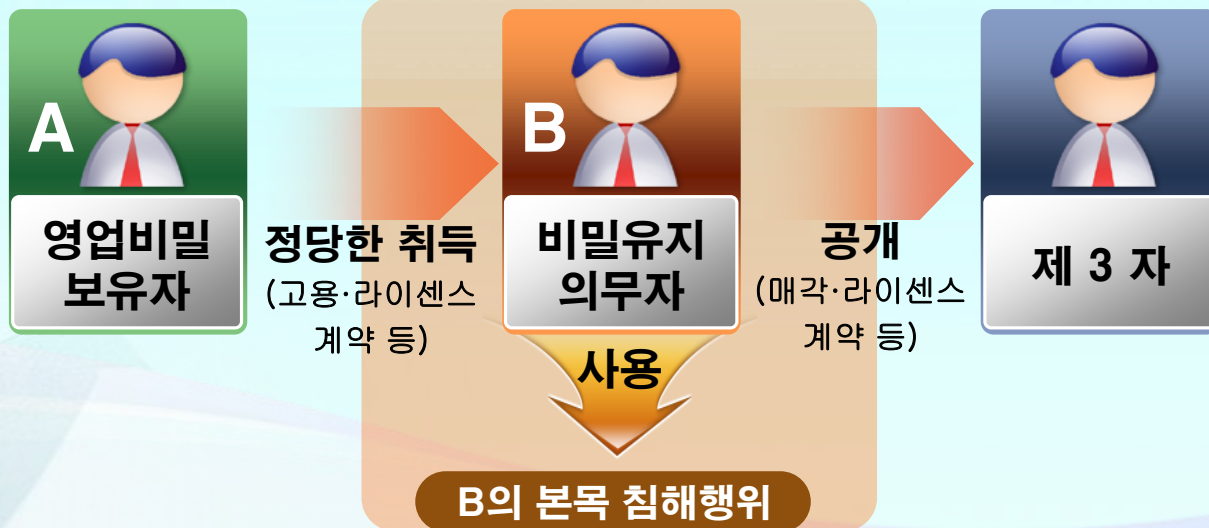 A
영업비밀
보유자
정당한 취득
(고용·라이센스
계약 등)
B
비밀유지
의무자
공개
(매각·라이센스
계약 등)
제 3 자
사용
B의 본목 침해행위